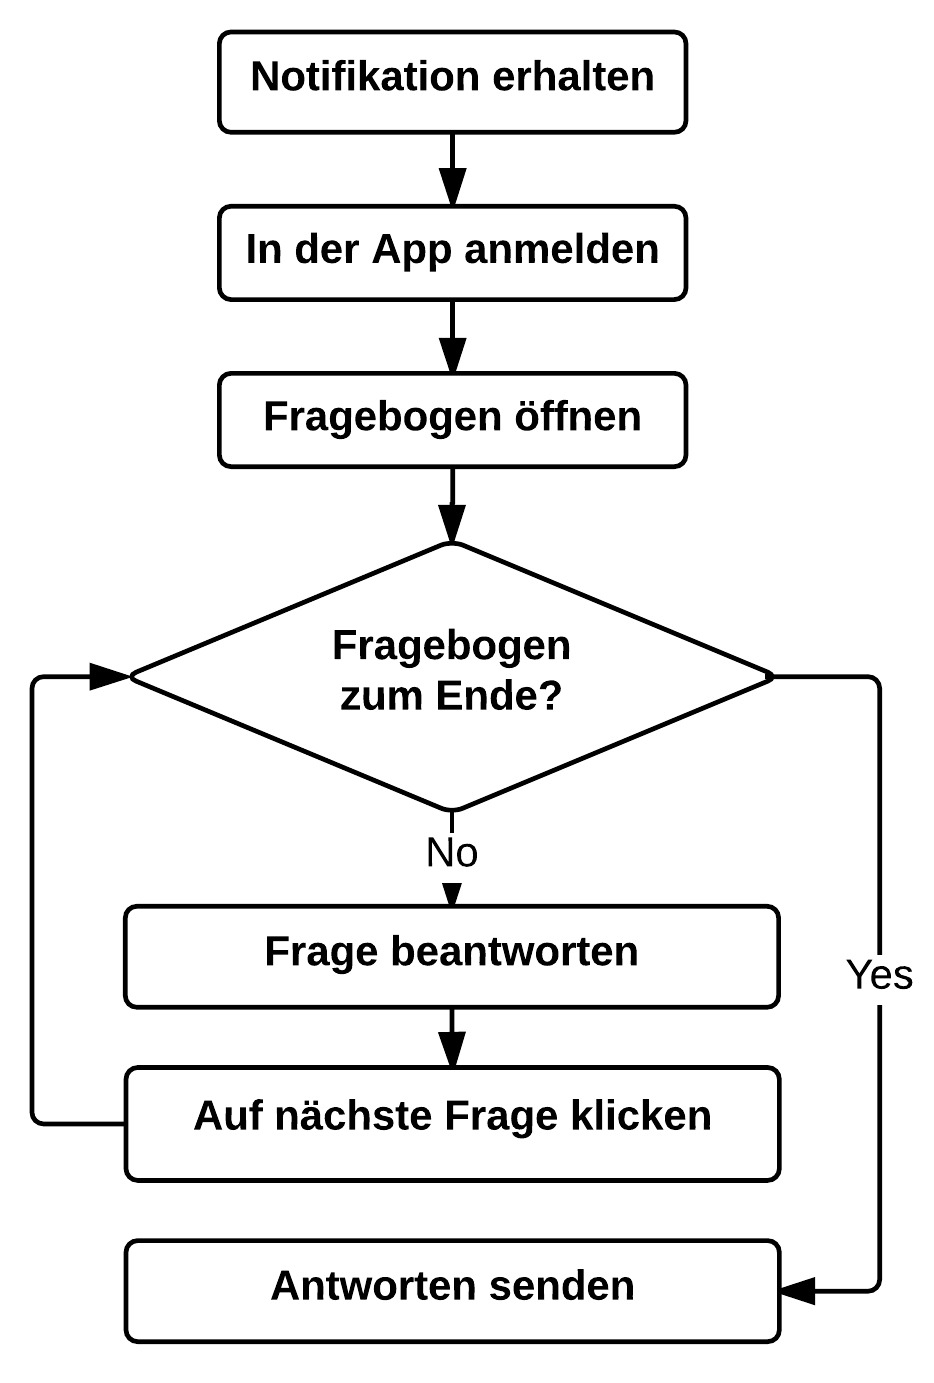 Notifikation erhalten
In der App anmelden
Fragebogen öffnen
Fragebogen
zum Ende?
No
Frage beantworten
Yes
Auf nächste Frage klicken
Antworten senden